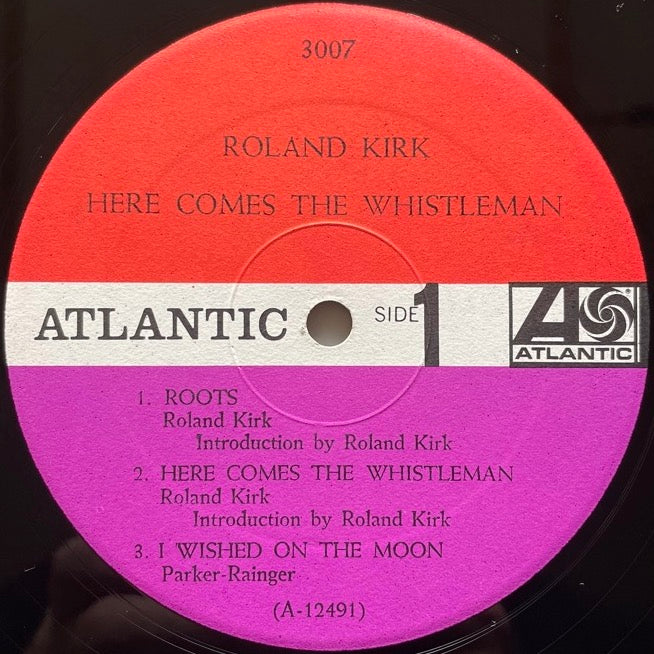 3007
ROLAND KIRK
HERE COMES THE WHISTLEMAN
ATLANTIC
SIDE 1
ATLANTIC
1. ROOTS
Roland Kirk
Introduction by Roland Kirk
2. HERE COMES THE WHISTLEMAN
Roland Kirk
Introduction by Roland Kirk
3. I WISHED ON THE MOON
Parker-Rainger
(A-12491)